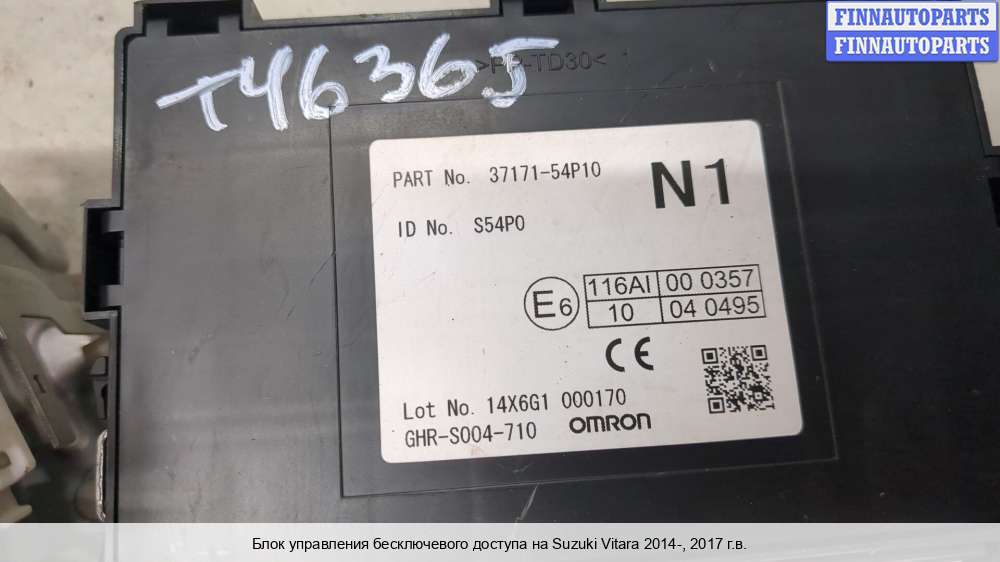 FINNAUTOPARTS
FINNAUTOPARTS
T46365
>PP-TD30<
PART No. 37171-54P10
N1
ID No. S54P0
E6
116AI 00 0357
10 04 0495
CE
Lot No. 14X6G1 000170
GHR-S004-710 OMRON
Блок управления бесключевого доступа на Suzuki Vitara 2014-, 2017 г.в.